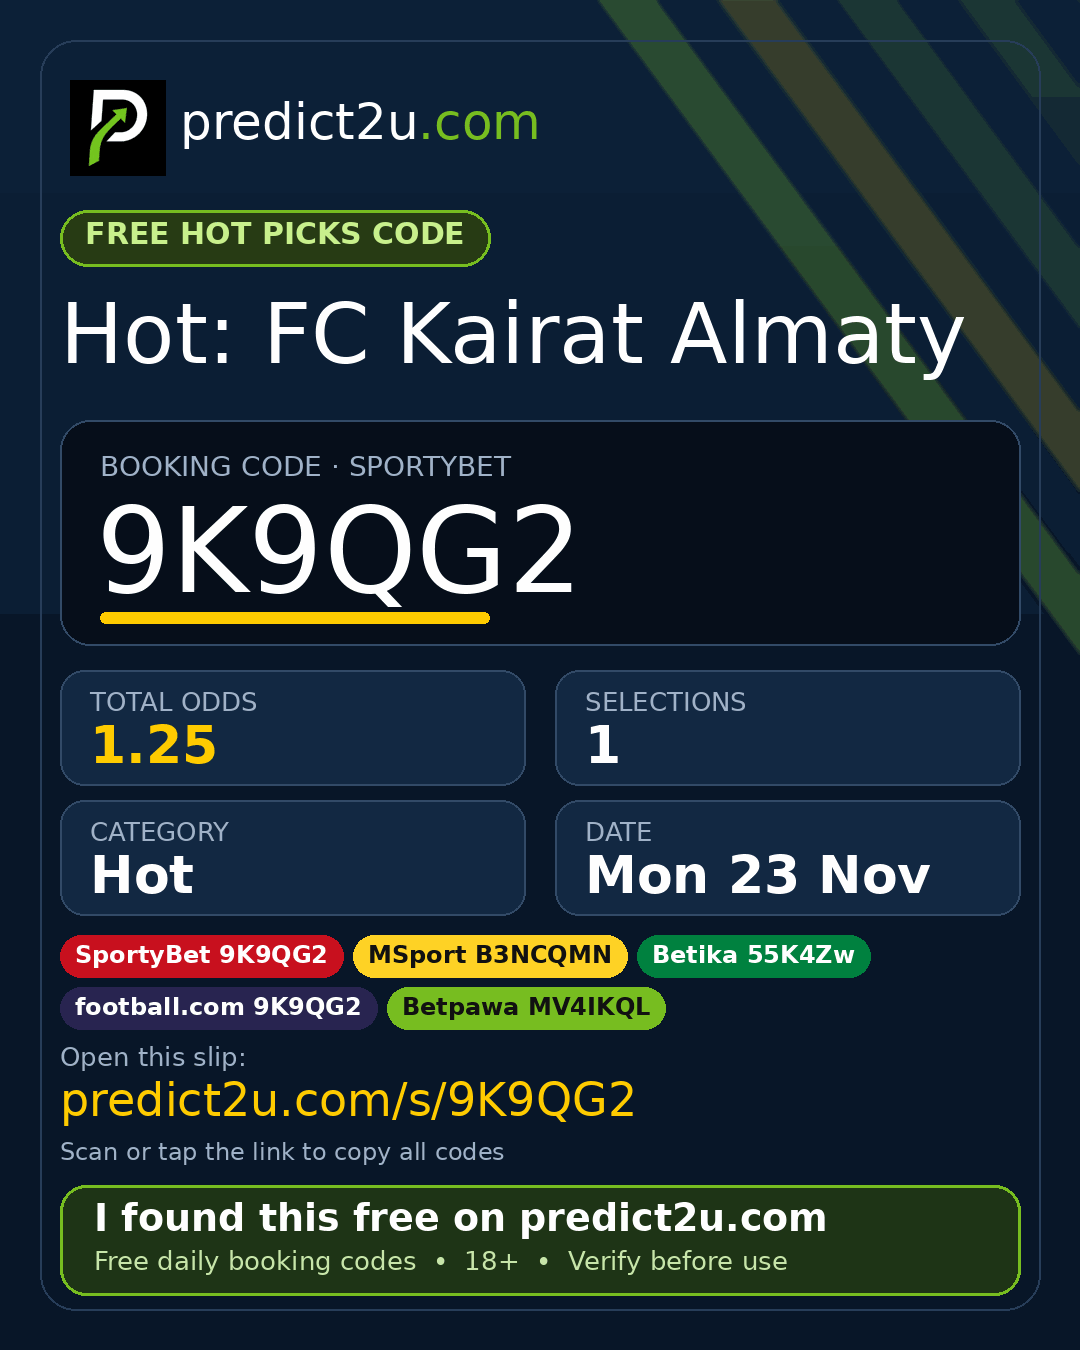 predict2u.com
FREE HOT PICKS CODE
Hot: FC Kairat Almaty
BOOKING CODE · SPORTYBET
9K9QG2
TOTAL ODDS
1.25
SELECTIONS
1
CATEGORY
Hot
DATE
Mon 23 Nov
SportyBet 9K9QG2
MSport B3NCQMN
Betika 55K4Zw
football.com 9K9QG2
Betpawa MV4IKQL
Open this slip:
predict2u.com/s/9K9QG2
Scan or tap the link to copy all codes
I found this free on predict2u.com
Free daily booking codes • 18+ • Verify before use